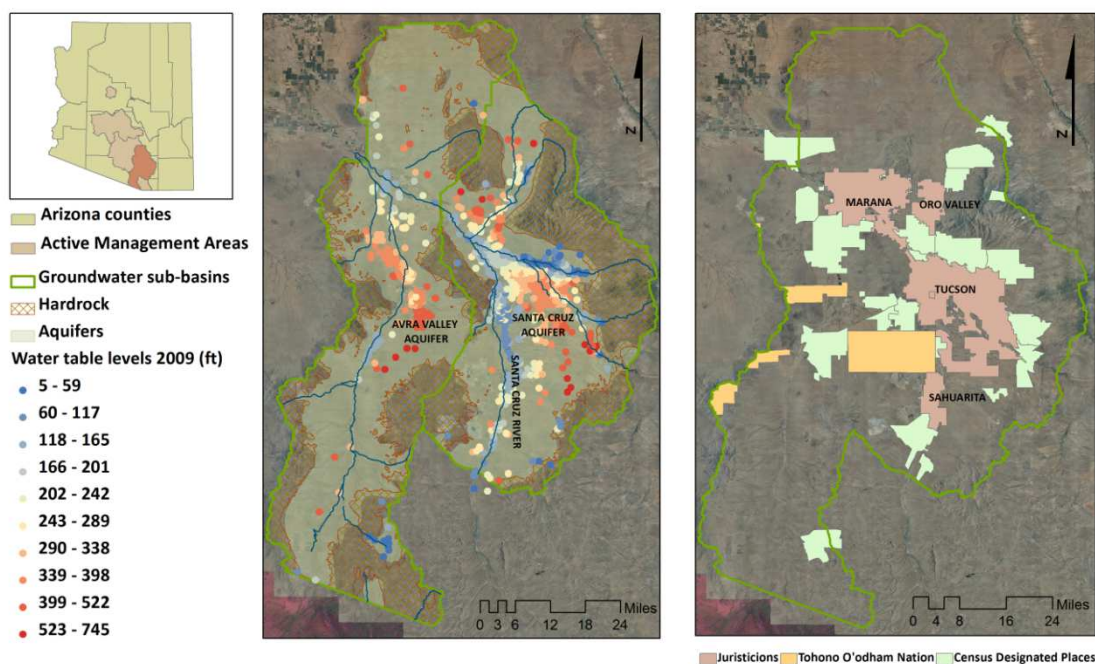 Arizona counties
Active Management Areas
Groundwater sub-basins
Hardrock
Aquifers
Water table levels 2009 (ft)
5 - 59
60 - 117
118 - 165
166 - 201
202 - 242
243 - 289
290 - 338
339 - 398
399 - 522
523 - 745
N
AVRA VALLEY
AQUIFER
SANTA CRUZ
AQUIFER
SANTA CRUZ RIVER
Miles
0 3 6 12 18 24
N
MARANA
ORO VALLEY
TUCSON
SAHUARITA
Miles
0 4 8 16 24
Juristicions
Tohono O'odham Nation
Census Designated Places